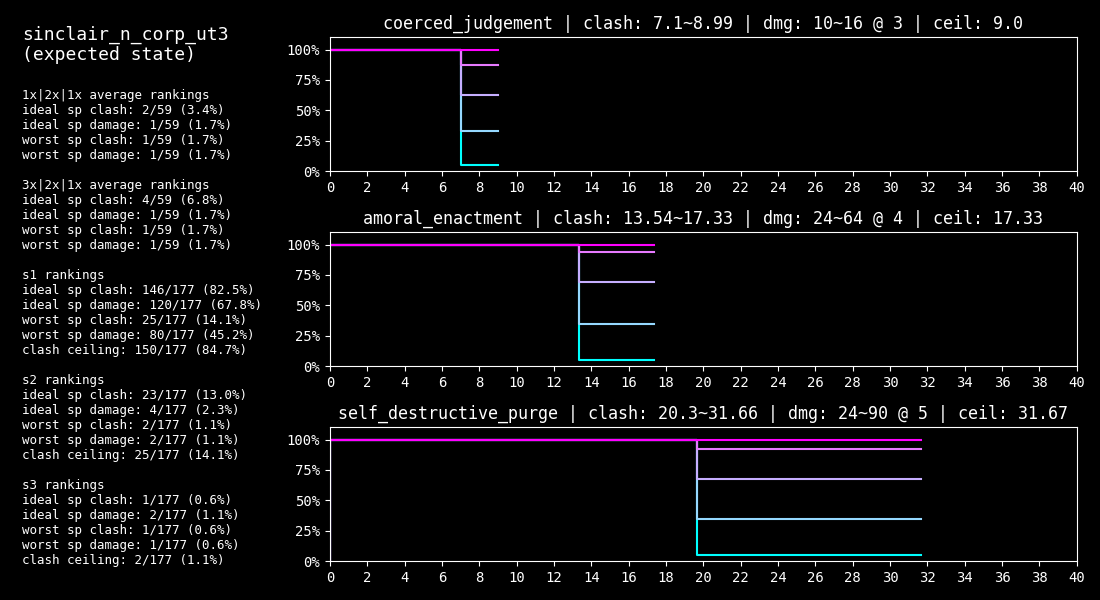 sinclair_n_corp_ut3
(expected state)
1x|2x|1x average rankings
ideal sp clash: 2/59 (3.4%)
ideal sp damage: 1/59 (1.7%)
worst sp clash: 1/59 (1.7%)
worst sp damage: 1/59 (1.7%)
3x|2x|1x average rankings
ideal sp clash: 4/59 (6.8%)
ideal sp damage: 1/59 (1.7%)
worst sp clash: 1/59 (1.7%)
worst sp damage: 1/59 (1.7%)
s1 rankings
ideal sp clash: 146/177 (82.5%)
ideal sp damage: 120/177 (67.8%)
worst sp clash: 25/177 (14.1%)
worst sp damage: 80/177 (45.2%)
clash ceiling: 150/177 (84.7%)
s2 rankings
ideal sp clash: 23/177 (13.0%)
ideal sp damage: 4/177 (2.3%)
worst sp clash: 2/177 (1.1%)
worst sp damage: 2/177 (1.1%)
clash ceiling: 25/177 (14.1%)
s3 rankings
ideal sp clash: 1/177 (0.6%)
ideal sp damage: 2/177 (1.1%)
worst sp clash: 1/177 (0.6%)
worst sp damage: 1/177 (0.6%)
clash ceiling: 2/177 (1.1%)
coerced_judgement | clash: 7.1~8.99 | dmg: 10~16 @ 3 | ceil: 9.0
100%
75%
50%
25%
0%
0 2 4 6 8 10 12 14 16 18 20 22 24 26 28 30 32 34 36 38 40
amoral_enactment | clash: 13.54~17.33 | dmg: 24~64 @ 4 | ceil: 17.33
100%
75%
50%
25%
0%
0 2 4 6 8 10 12 14 16 18 20 22 24 26 28 30 32 34 36 38 40
self_destructive_purge | clash: 20.3~31.66 | dmg: 24~90 @ 5 | ceil: 31.67
100%
75%
50%
25%
0%
0 2 4 6 8 10 12 14 16 18 20 22 24 26 28 30 32 34 36 38 40